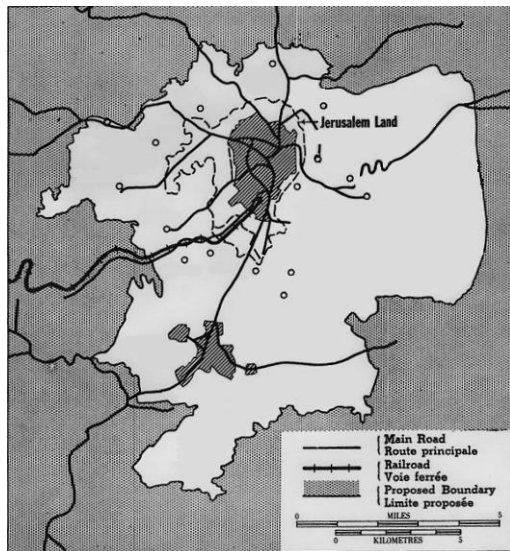 Jerusalem Land
Main Road
Route principale
Railroad
Voie ferrée
Proposed Boundary
Limite proposée
0 5
MILES
0 5
KILOMETRES